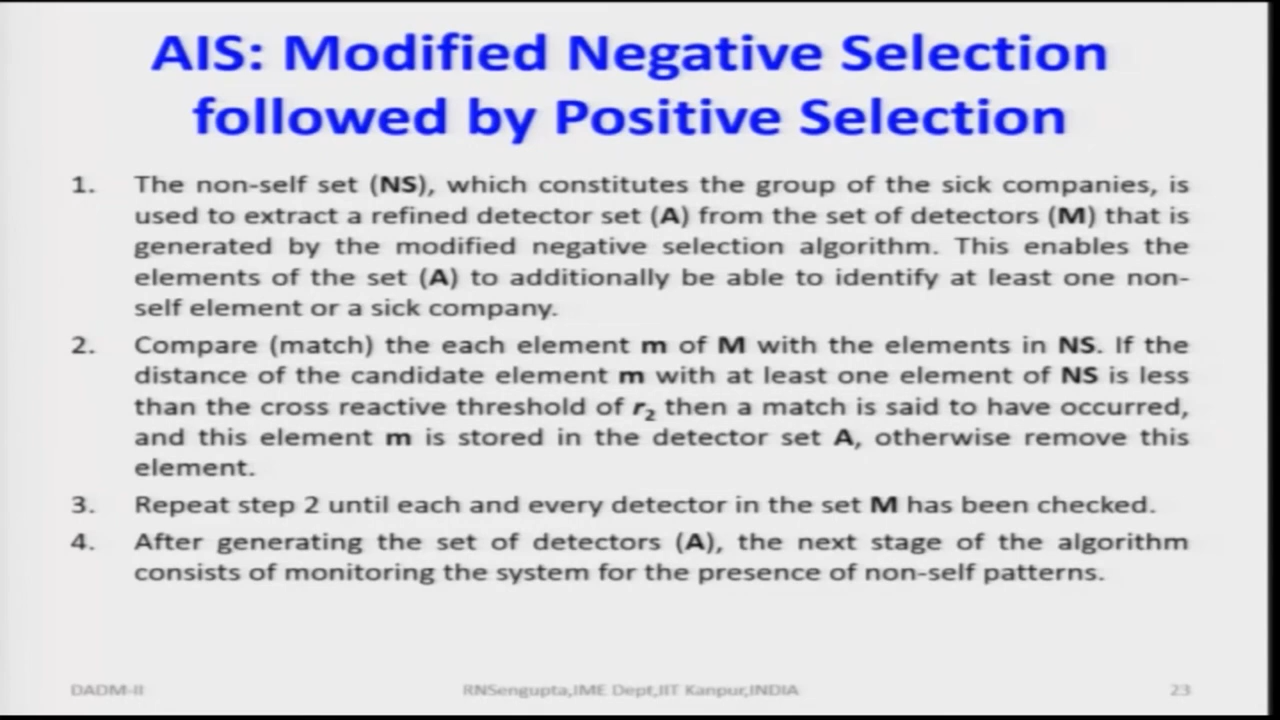 AIS: Modified Negative Selection
followed by Positive Selection
1. The non-self set (NS), which constitutes the group of the sick companies, is
used to extract a refined detector set (A) from the set of detectors (M) that is
generated by the modified negative selection algorithm. This enables the
elements of the set (A) to additionally be able to identify at least one non-
self element or a sick company.
2. Compare (match) the each element m of M with the elements in NS. If the
distance of the candidate element m with at least one element of NS is less
than the cross reactive threshold of r₂ then a match is said to have occurred,
and this element m is stored in the detector set A, otherwise remove this
element.
3. Repeat step 2 until each and every detector in the set M has been checked.
4. After generating the set of detectors (A), the next stage of the algorithm
consists of monitoring the system for the presence of non-self patterns.
DADM-II RNSengupta,IME Dept,IIT Kanpur,INDIA 23